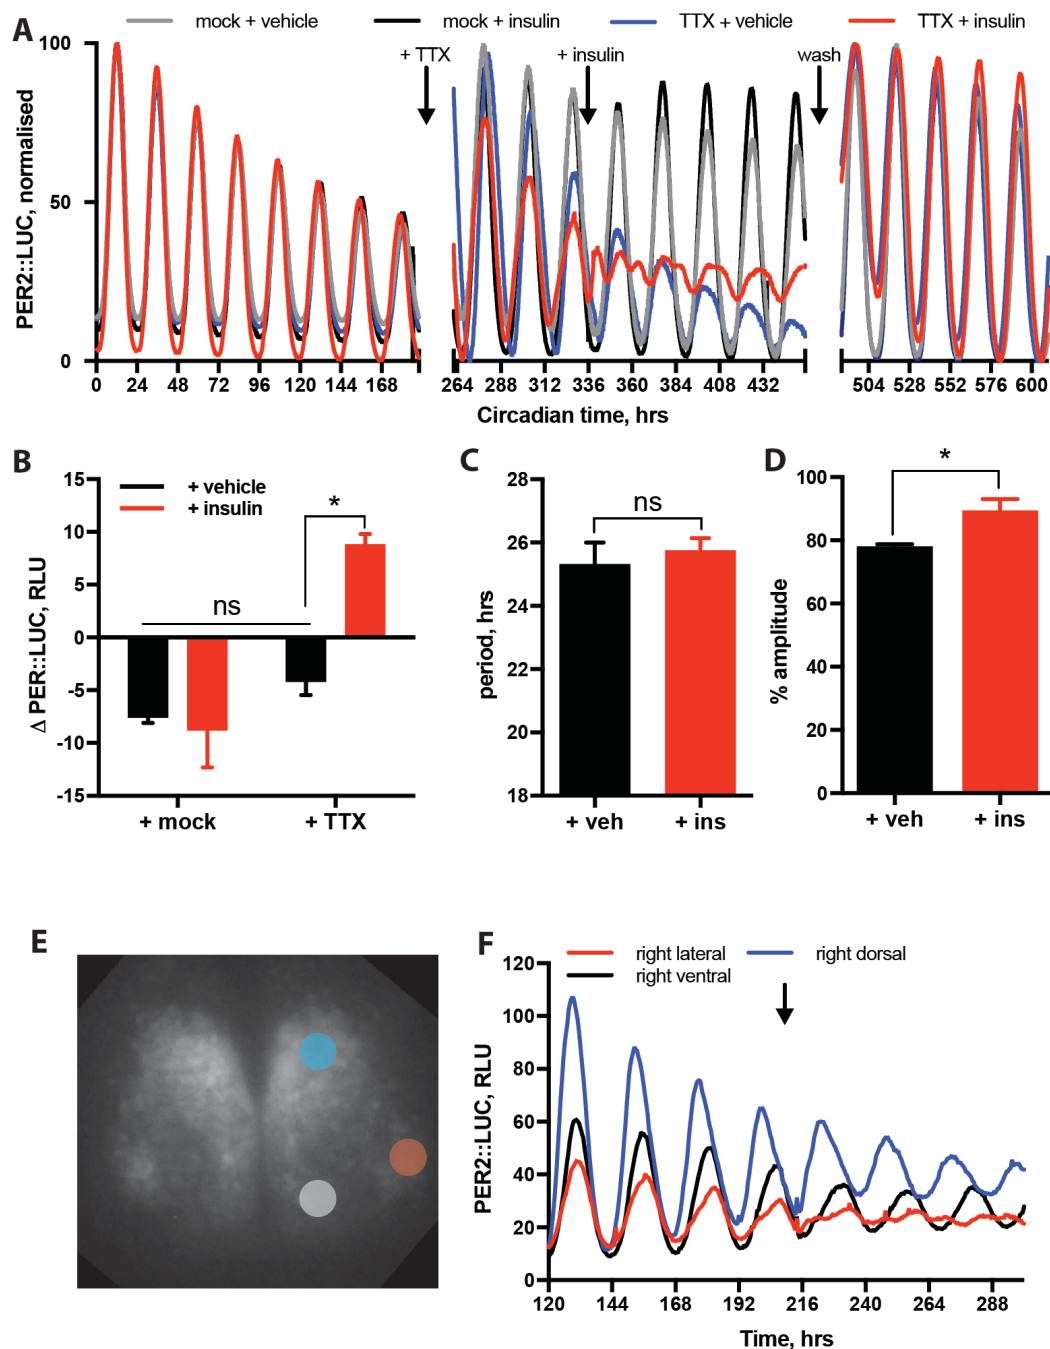 A
mock + vehicle mock + insulin TTX + vehicle TTX + insulin
+ TTX + insulin wash
PER2::LUC, normalised
100
50
0
0 24 48 72 96 120 144 168 264 288 312 336 360 384 408 432 504 528 552 576 600
Circadian time, hrs
B
+ vehicle
+ insulin
*
ns
Δ PER::LUC, RLU
15
10
5
0
-5
-10
-15
+ mock + TTX
C
ns
period, hrs
28
26
24
22
20
18
+ veh + ins
D
*
% amplitude
100
80
60
40
20
0
+ veh + ins
E
F
right lateral right dorsal
right ventral
PER2::LUC, RLU
120
100
80
60
40
20
0
120 144 168 192 216 240 264 288
Time, hrs